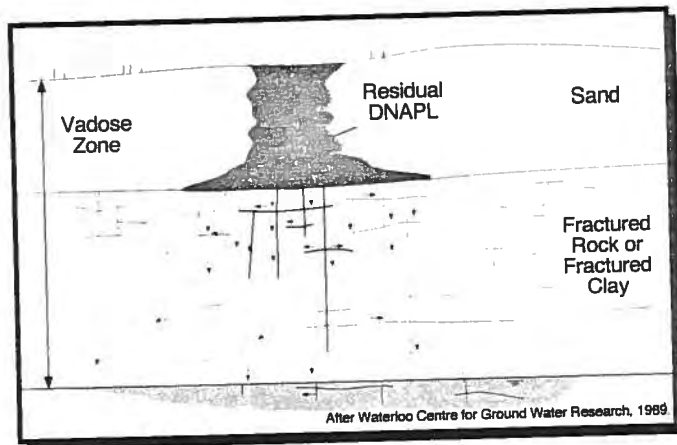 Residual
DNAPL
Sand
Vadose
Zone
Fractured
Rock or
Fractured
Clay
After Waterloo Centre for Ground Water Research, 1989.